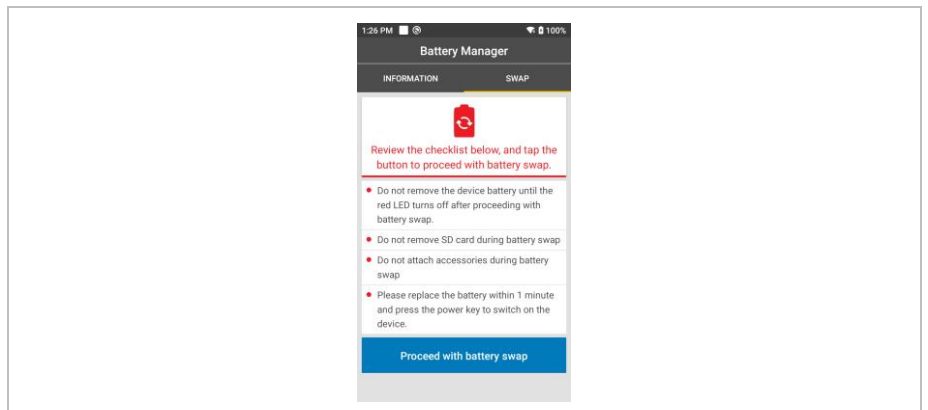 1:26 PM 100%
Battery Manager
INFORMATION SWAP
Review the checklist below, and tap the
button to proceed with battery swap.
Do not remove the device battery until the
red LED turns off after proceeding with
battery swap.
Do not remove SD card during battery swap
Do not attach accessories during battery
swap
Please replace the battery within 1 minute
and press the power key to switch on the
device.
Proceed with battery swap